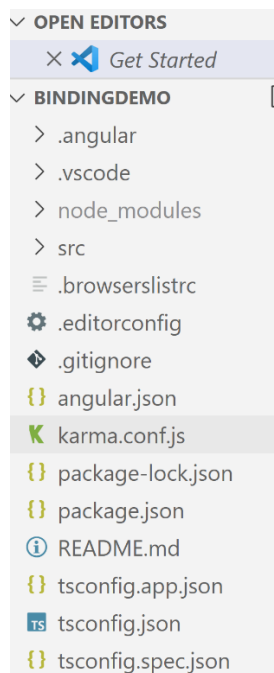 OPEN EDITORS
Get Started
BINDINGDEMO
.angular
.vscode
node_modules
src
.browserslistrc
.editorconfig
.gitignore
{} angular.json
karma.conf.js
{} package-lock.json
{} package.json
README.md
{} tsconfig.app.json
TS tsconfig.json
{} tsconfig.spec.json